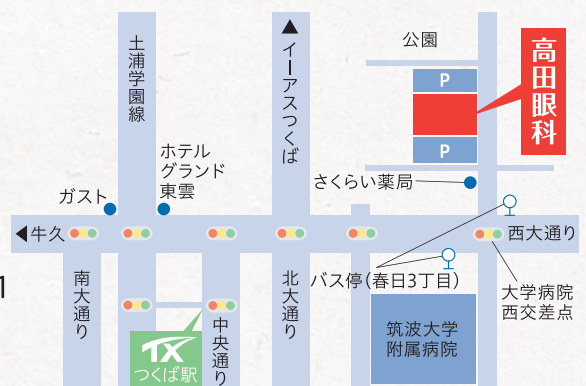 土浦学園線
▲イーアスつくば
公園
P
高田眼科
P
ホテル
グランド
東雲
ガスト
さくらい薬局
◀牛久
西大通り
南大通り
北大通り
バス停(春日3丁目)
大学病院
西交差点
中央通り
筑波大学
附属病院
TX
つくば駅
1